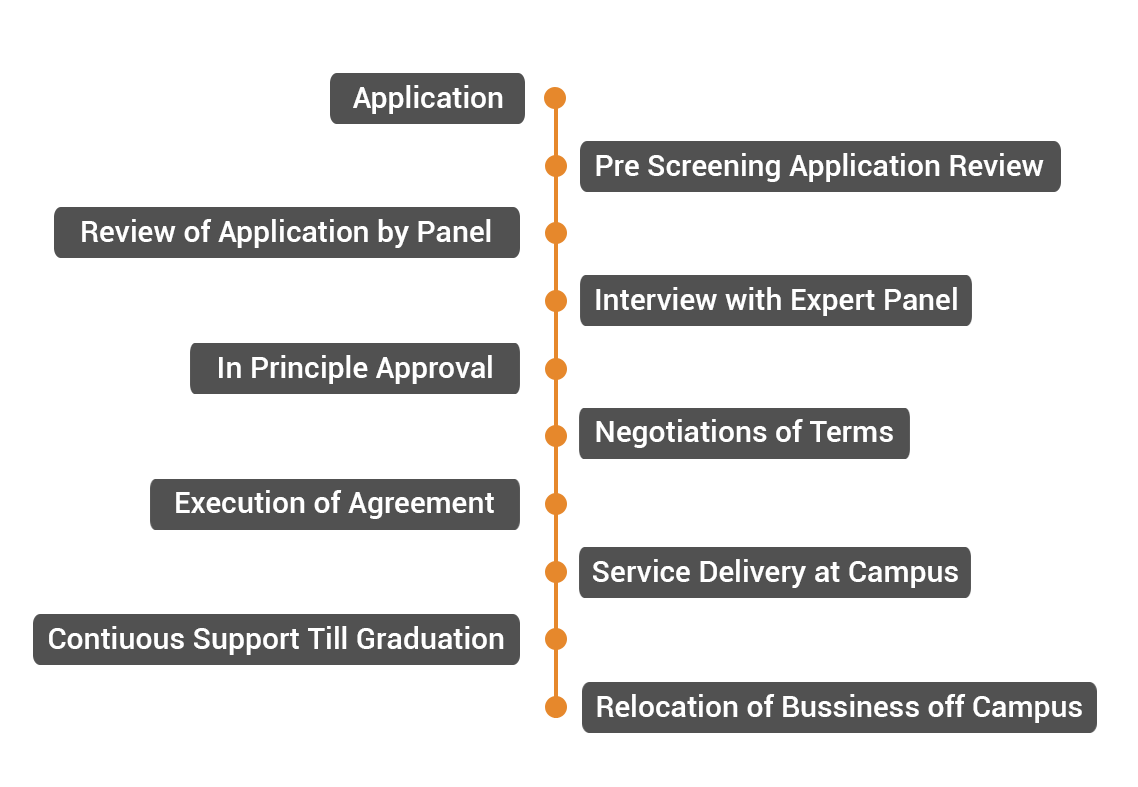 Application
Pre Screening Application Review
Review of Application by Panel
Interview with Expert Panel
In Principle Approval
Negotiations of Terms
Execution of Agreement
Service Delivery at Campus
Contiuous Support Till Graduation
Relocation of Bussiness off Campus